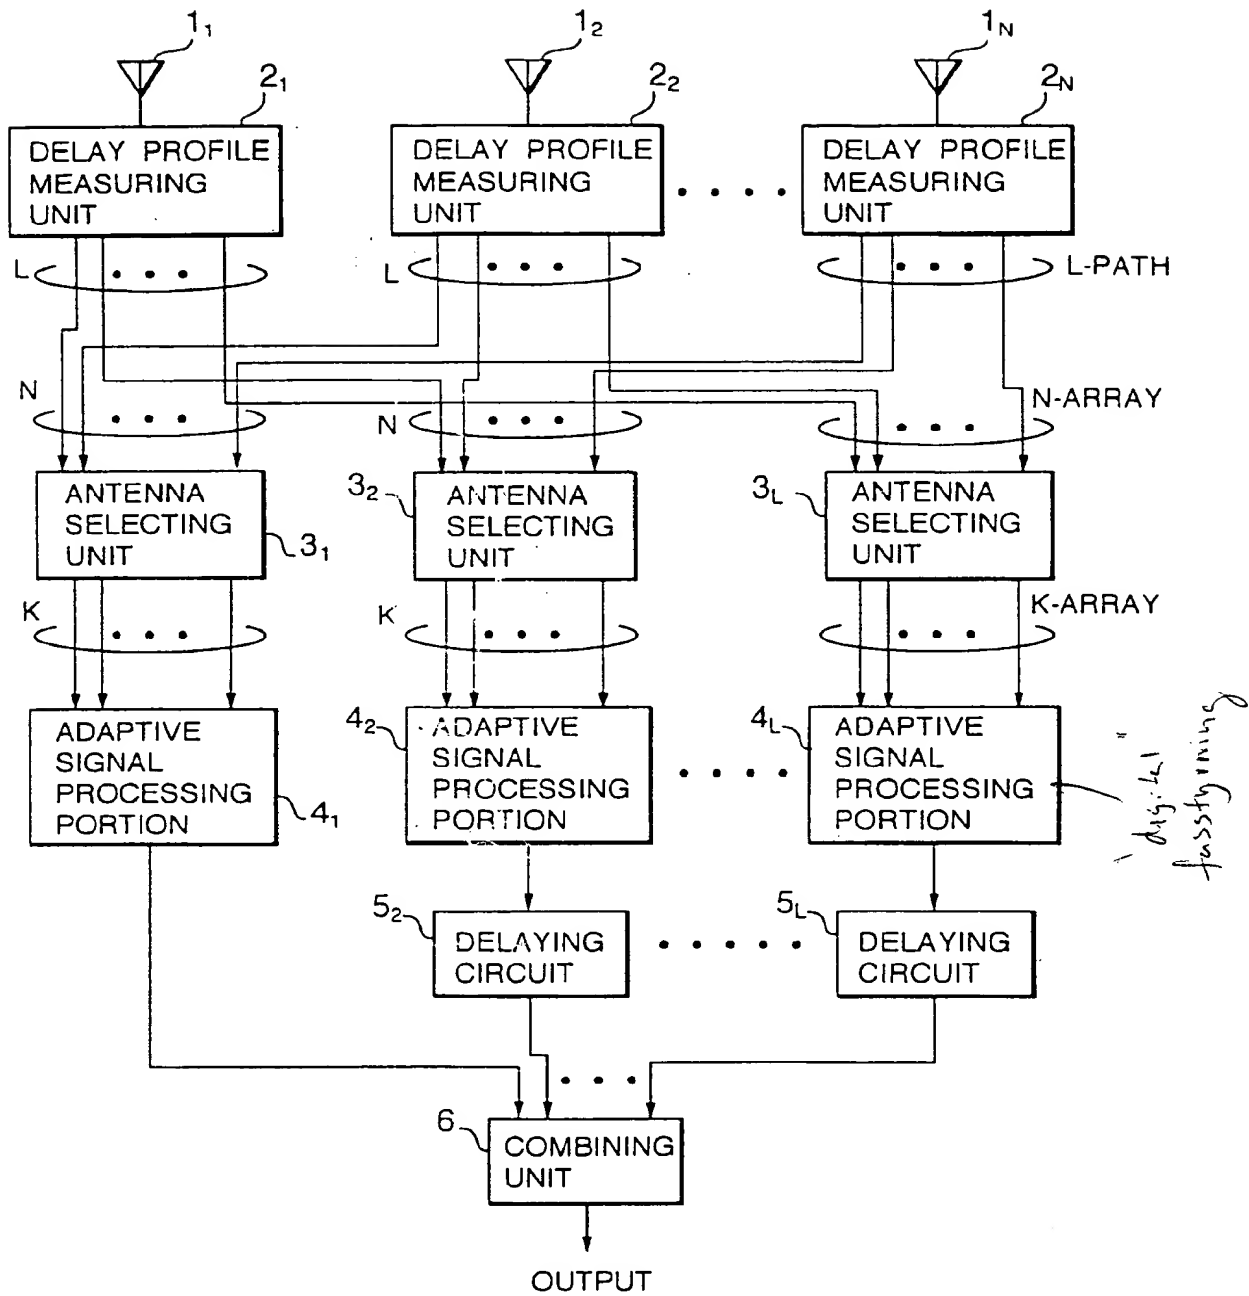 1₁ 1₂ 1N
2₁ 2₂ 2N
DELAY PROFILE
MEASURING
UNIT
DELAY PROFILE
MEASURING
UNIT
DELAY PROFILE
MEASURING
UNIT
L L L-PATH
N N N-ARRAY
ANTENNA
SELECTING
UNIT
3₁
3₂
ANTENNA
SELECTING
UNIT
3L
ANTENNA
SELECTING
UNIT
K K K-ARRAY
ADAPTIVE
SIGNAL
PROCESSING
PORTION
4₁
4₂
ADAPTIVE
SIGNAL
PROCESSING
PORTION
4L
ADAPTIVE
SIGNAL
PROCESSING
PORTION
"digital"
fasstyrning
5₂
DELAYING
CIRCUIT
5L
DELAYING
CIRCUIT
6
COMBINING
UNIT
OUTPUT